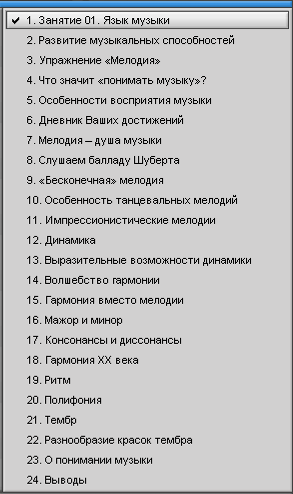 ✔ 1. Занятие 01. Язык музыки
2. Развитие музыкальных способностей
3. Упражнение «Мелодия»
4. Что значит «понимать музыку»?
5. Особенности восприятия музыки
6. Дневник Ваших достижений
7. Мелодия – душа музыки
8. Слушаем балладу Шуберта
9. «Бесконечная» мелодия
10. Особенность танцевальных мелодий
11. Импрессионистические мелодии
12. Динамика
13. Выразительные возможности динамики
14. Волшебство гармонии
15. Гармония вместо мелодии
16. Мажор и минор
17. Консонансы и диссонансы
18. Гармония XX века
19. Ритм
20. Полифония
21. Тембр
22. Разнообразие красок тембра
23. О понимании музыки
24. Выводы